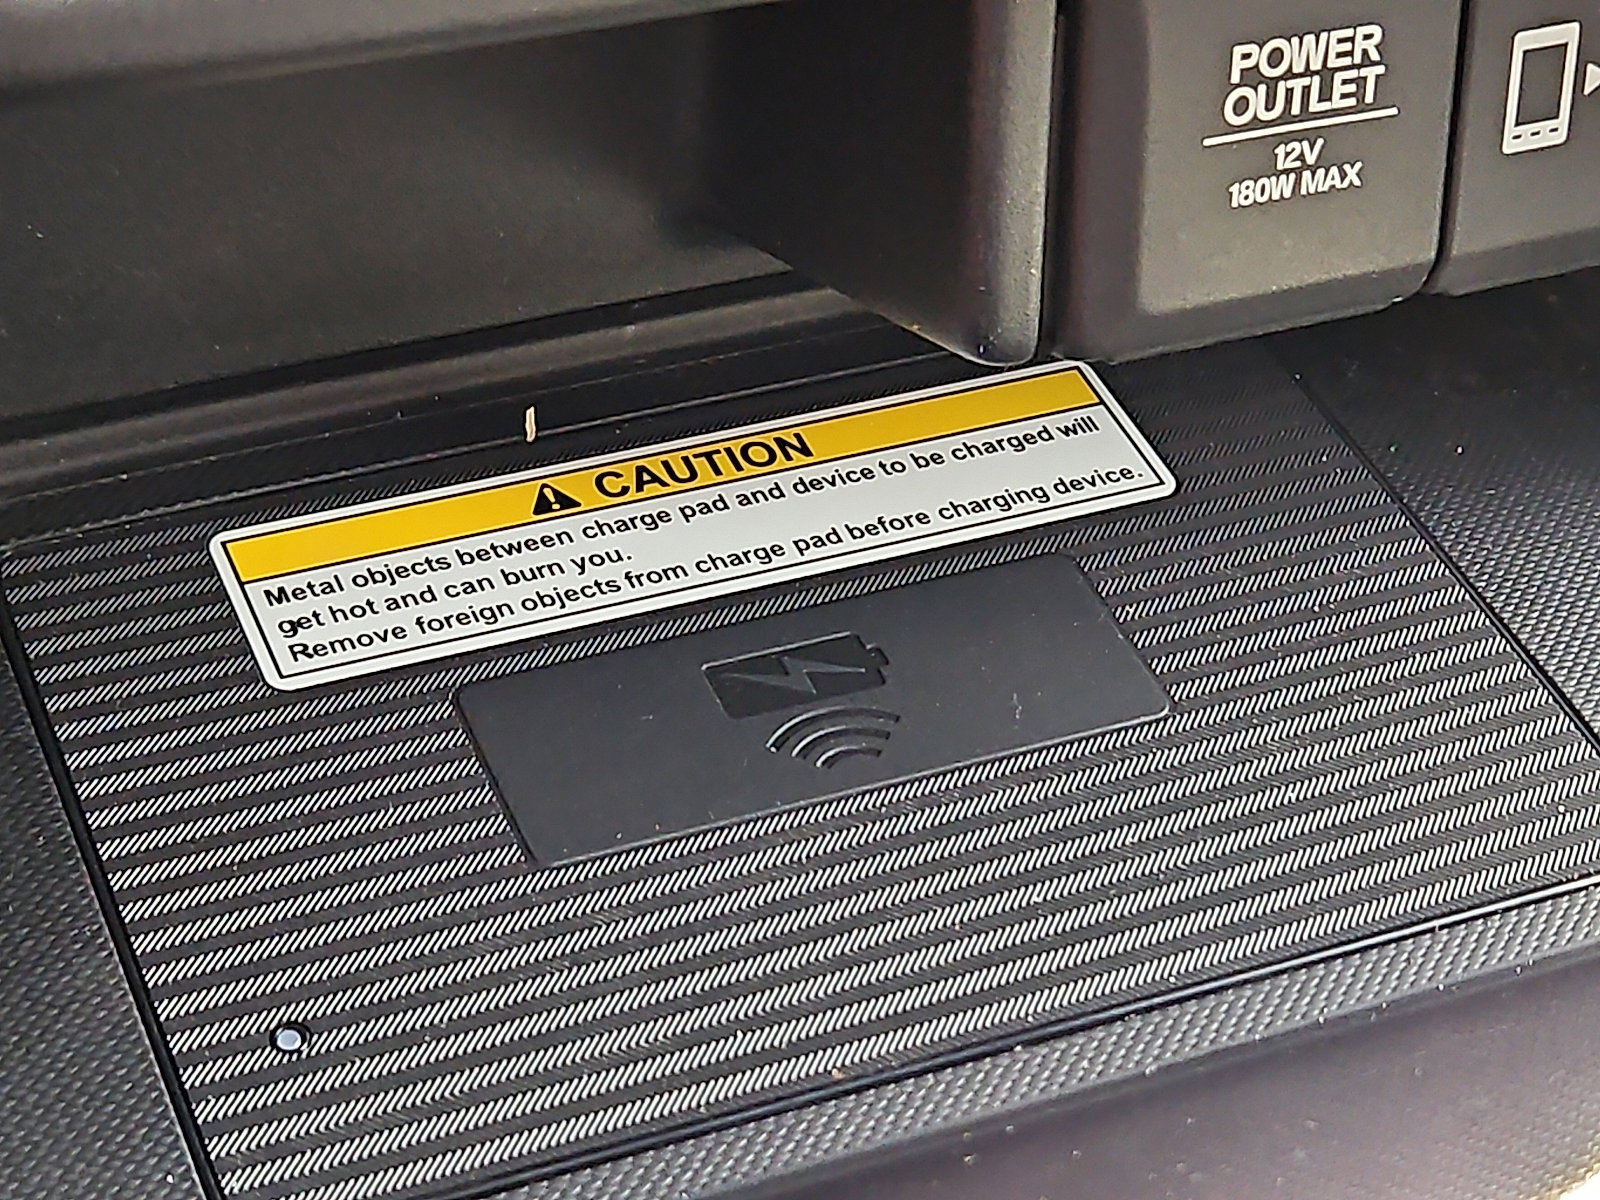 POWER
OUTLET
12V
180W MAX
CAUTION
Metal objects between charge pad and device to be charged will
get hot and can burn you.
Remove foreign objects from charge pad before charging device.